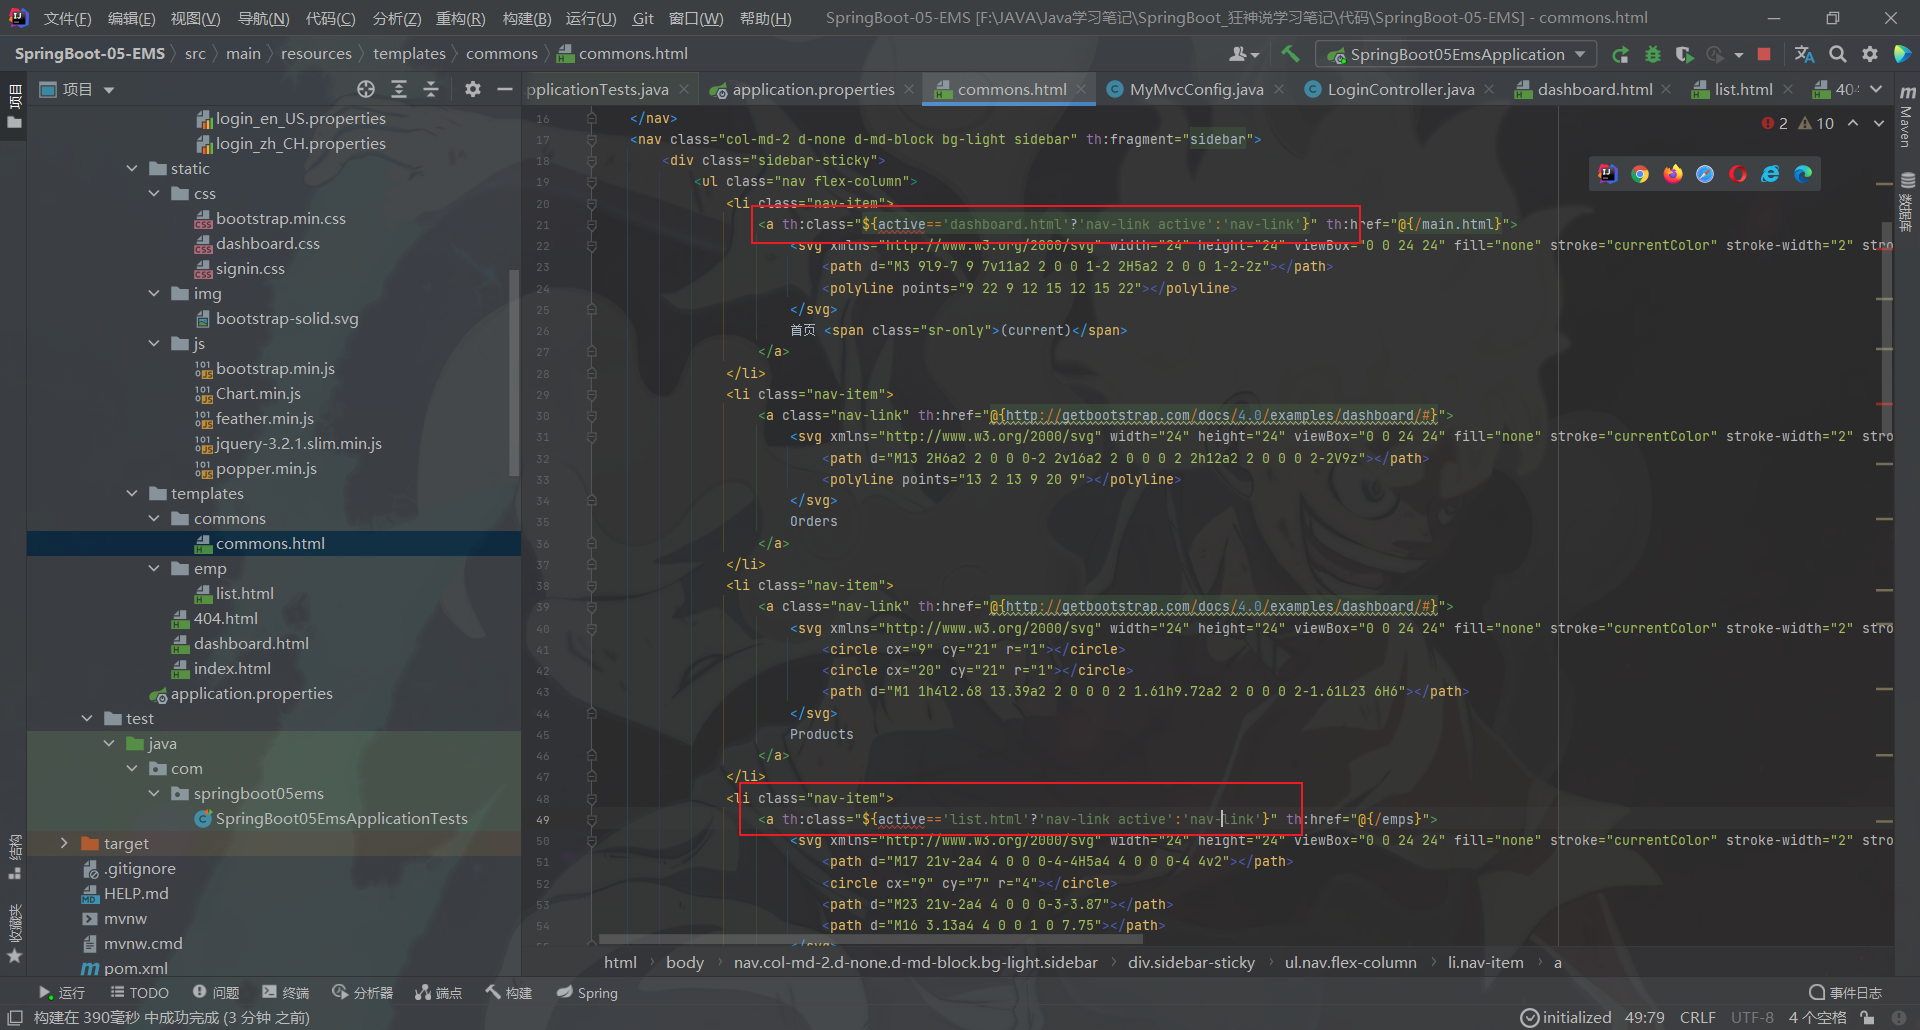 文件(F) 编辑(E) 视图(V) 导航(N) 代码(C) 分析(Z) 重构(R) 构建(B) 运行(U) Git 窗口(W) 帮助(H) SpringBoot-05-EMS [F:\JAVA\Java学习笔记\SpringBoot_狂神说学习笔记\代码\SpringBoot-05-EMS] - commons.html
SpringBoot-05-EMS src main resources templates commons commons.html SpringBoot05EmsApplication
项目 pplicationTests.java application.properties commons.html MyMvcConfig.java LoginController.java dashboard.html list.html 40
项目
Maven
数据库
结构
收藏夹
login_en_US.properties
login_zh_CH.properties
static
css
bootstrap.min.css
dashboard.css
signin.css
img
bootstrap-solid.svg
js
bootstrap.min.js
Chart.min.js
feather.min.js
jquery-3.2.1.slim.min.js
popper.min.js
templates
commons
commons.html
emp
list.html
404.html
dashboard.html
index.html
application.properties
test
java
com
springboot05ems
SpringBoot05EmsApplicationTests
target
.gitignore
HELP.md
mvnw
mvnw.cmd
pom.xml
2 10
16 </nav>
17 <nav class="col-md-2 d-none d-md-block bg-light sidebar" th:fragment="sidebar">
18 <div class="sidebar-sticky">
19 <ul class="nav flex-column">
20 <li class="nav-item">
21 <a th:class="${active=='dashboard.html'?'nav-link active':'nav-link'}" th:href="@{/main.html}">
22 <svg xmlns="http://www.w3.org/2000/svg" width="24" height="24" viewBox="0 0 24 24" fill="none" stroke="currentColor" stroke-width="2" stro
23 <path d="M3 9l9-7 9 7v11a2 2 0 0 1-2 2H5a2 2 0 0 1-2-2z"></path>
24 <polyline points="9 22 9 12 15 12 15 22"></polyline>
25 </svg>
26 首页 <span class="sr-only">(current)</span>
27 </a>
28 </li>
29 <li class="nav-item">
30 <a class="nav-link" th:href="@{http://getbootstrap.com/docs/4.0/examples/dashboard/#}">
31 <svg xmlns="http://www.w3.org/2000/svg" width="24" height="24" viewBox="0 0 24 24" fill="none" stroke="currentColor" stroke-width="2" stro
32 <path d="M13 2H6a2 2 0 0 0-2 2v16a2 2 0 0 0 2 2h12a2 2 0 0 0 2-2V9z"></path>
33 <polyline points="13 2 13 9 20 9"></polyline>
34 </svg>
35 Orders
36 </a>
37 </li>
38 <li class="nav-item">
39 <a class="nav-link" th:href="@{http://getbootstrap.com/docs/4.0/examples/dashboard/#}">
40 <svg xmlns="http://www.w3.org/2000/svg" width="24" height="24" viewBox="0 0 24 24" fill="none" stroke="currentColor" stroke-width="2" stro
41 <circle cx="9" cy="21" r="1"></circle>
42 <circle cx="20" cy="21" r="1"></circle>
43 <path d="M1 1h4l2.68 13.39a2 2 0 0 0 2 1.61h9.72a2 2 0 0 0 2-1.61L23 6H6"></path>
44 </svg>
45 Products
46 </a>
47 </li>
48 <li class="nav-item">
49 <a th:class="${active=='list.html'?'nav-link active':'nav-link'}" th:href="@{/emps}">
50 <svg xmlns="http://www.w3.org/2000/svg" width="24" height="24" viewBox="0 0 24 24" fill="none" stroke="currentColor" stroke-width="2" stro
51 <path d="M17 21v-2a4 4 0 0 0-4-4H5a4 4 0 0 0-4 4v2"></path>
52 <circle cx="9" cy="7" r="4"></circle>
53 <path d="M23 21v-2a4 4 0 0 0-3-3.87"></path>
54 <path d="M16 3.13a4 4 0 0 1 0 7.75"></path>
55 </svg>
html body nav.col-md-2.d-none.d-md-block.bg-light.sidebar div.sidebar-sticky ul.nav.flex-column li.nav-item a
运行 TODO 问题 终端 分析器 端点 构建 Spring 事件日志
构建在 390毫秒 中成功完成 (3 分钟 之前) initialized 49:79 CRLF UTF-8 4 个空格